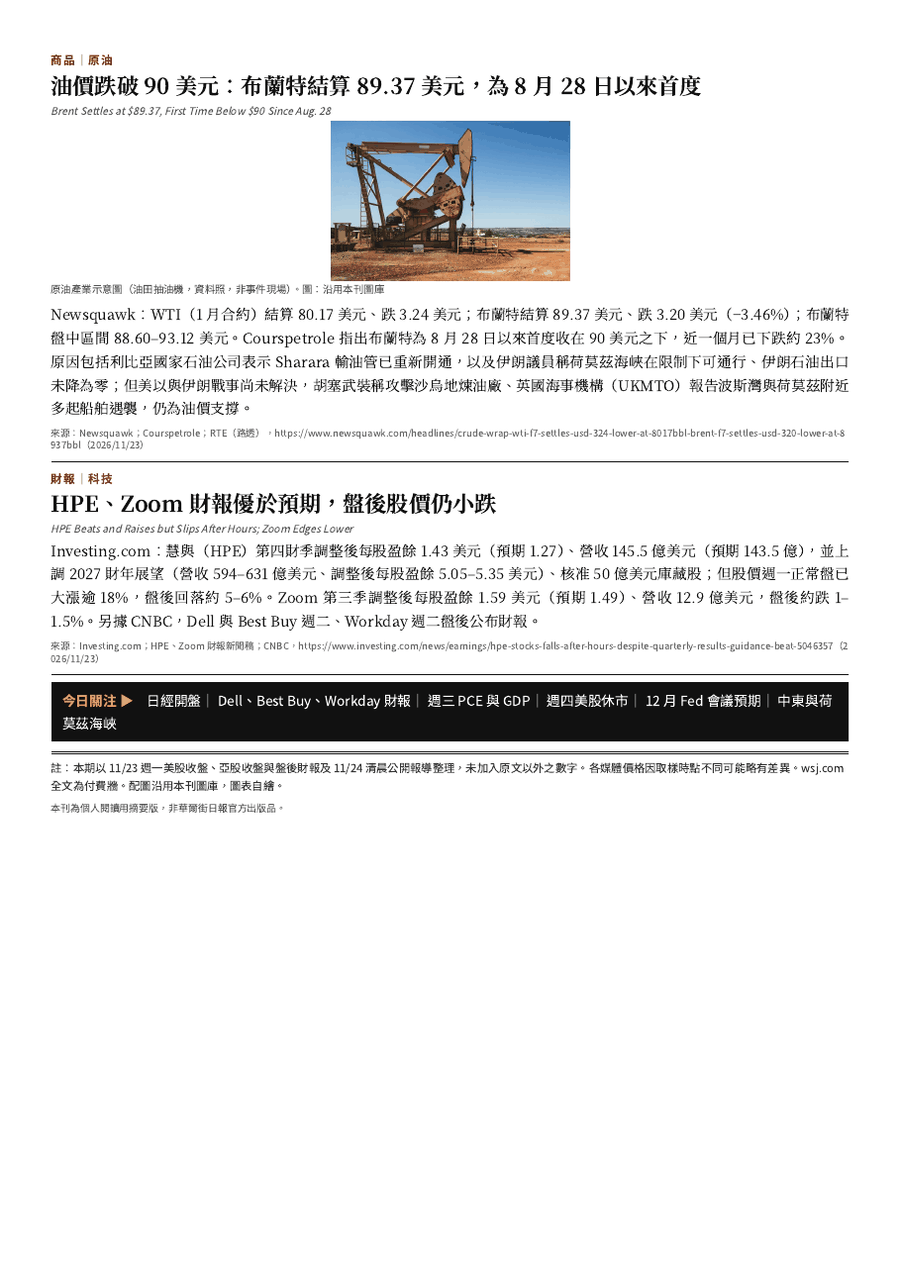 商品｜原油
油價跌破 90 美元：布蘭特結算 89.37 美元，為 8 月 28 日以來首度
Brent Settles at $89.37, First Time Below $90 Since Aug. 28
原油產業示意圖（油田抽油機，資料照，非事件現場）。圖：沿用本刊圖庫
Newsquawk：WTI（1 月合約）結算 80.17 美元、跌 3.24 美元；布蘭特結算 89.37 美元、跌 3.20 美元（−3.46%）；布蘭特
盤中區間 88.60–93.12 美元。Courspetrole 指出布蘭特為 8 月 28 日以來首度收在 90 美元之下，近一個月已下跌約 23%。
原因包括利比亞國家石油公司表示 Sharara 輸油管已重新開通，以及伊朗議員稱荷莫茲海峽在限制下可通行、伊朗石油出口
未降為零；但美以與伊朗戰事尚未解決，胡塞武裝稱攻擊沙烏地煉油廠、英國海事機構（UKMTO）報告波斯灣與荷莫茲附近
多起船舶遇襲，仍為油價支撐。
來源：Newsquawk；Courspetrole；RTE（路透），https://www.newsquawk.com/headlines/crude-wrap-wti-f7-settles-usd-324-lower-at-8017bbl-brent-f7-settles-usd-320-lower-at-8
937bbl（2026/11/23）
財報｜科技
HPE、Zoom 財報優於預期，盤後股價仍小跌
HPE Beats and Raises but Slips After Hours; Zoom Edges Lower
Investing.com：慧與（HPE）第四財季調整後每股盈餘 1.43 美元（預期 1.27）、營收 145.5 億美元（預期 143.5 億），並上
調 2027 財年展望（營收 594–631 億美元、調整後每股盈餘 5.05–5.35 美元）、核准 50 億美元庫藏股；但股價週一正常盤已
大漲逾 18%，盤後回落約 5–6%。Zoom 第三季調整後每股盈餘 1.59 美元（預期 1.49）、營收 12.9 億美元，盤後約跌 1–
1.5%。另據 CNBC，Dell 與 Best Buy 週二、Workday 週二盤後公布財報。
來源：Investing.com；HPE、Zoom 財報新聞稿；CNBC，https://www.investing.com/news/earnings/hpe-stocks-falls-after-hours-despite-quarterly-results-guidance-beat-5046357（2
026/11/23）
今日關注 ▶ 日經開盤｜ Dell、Best Buy、Workday 財報｜ 週三 PCE 與 GDP｜ 週四美股休市｜ 12 月 Fed 會議預期｜ 中東與荷
莫茲海峽
註：本期以 11/23 週一美股收盤、亞股收盤與盤後財報及 11/24 清晨公開報導整理，未加入原文以外之數字。各媒體價格因取樣時點不同可能略有差異。wsj.com
全文為付費牆。配圖沿用本刊圖庫，圖表自繪。
本刊為個人閱讀用摘要版，非華爾街日報官方出版品。